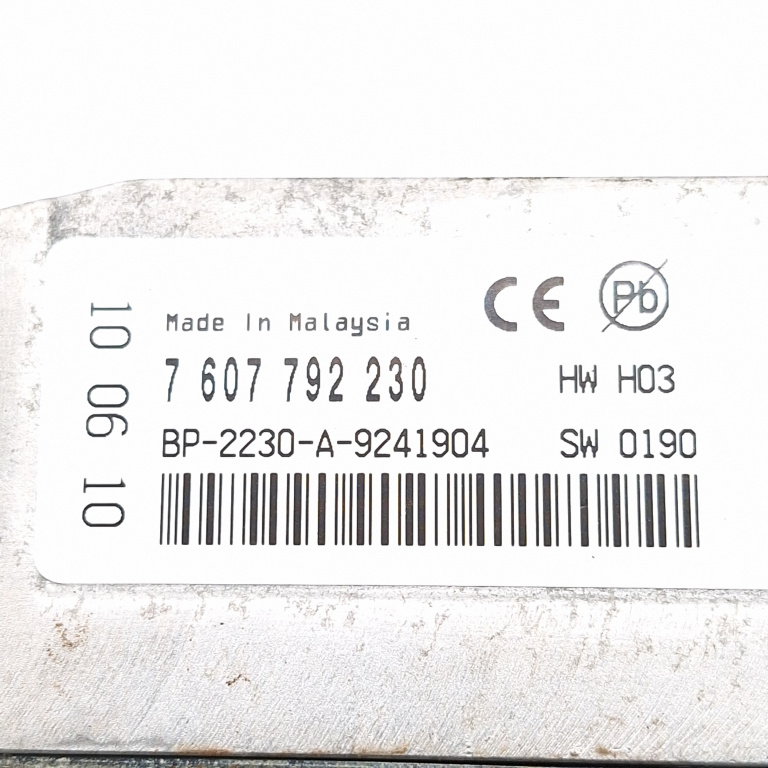 10 06 10
Made In Malaysia
CE Pb
7 607 792 230
HW H03
BP-2230-A-9241904
SW 0190